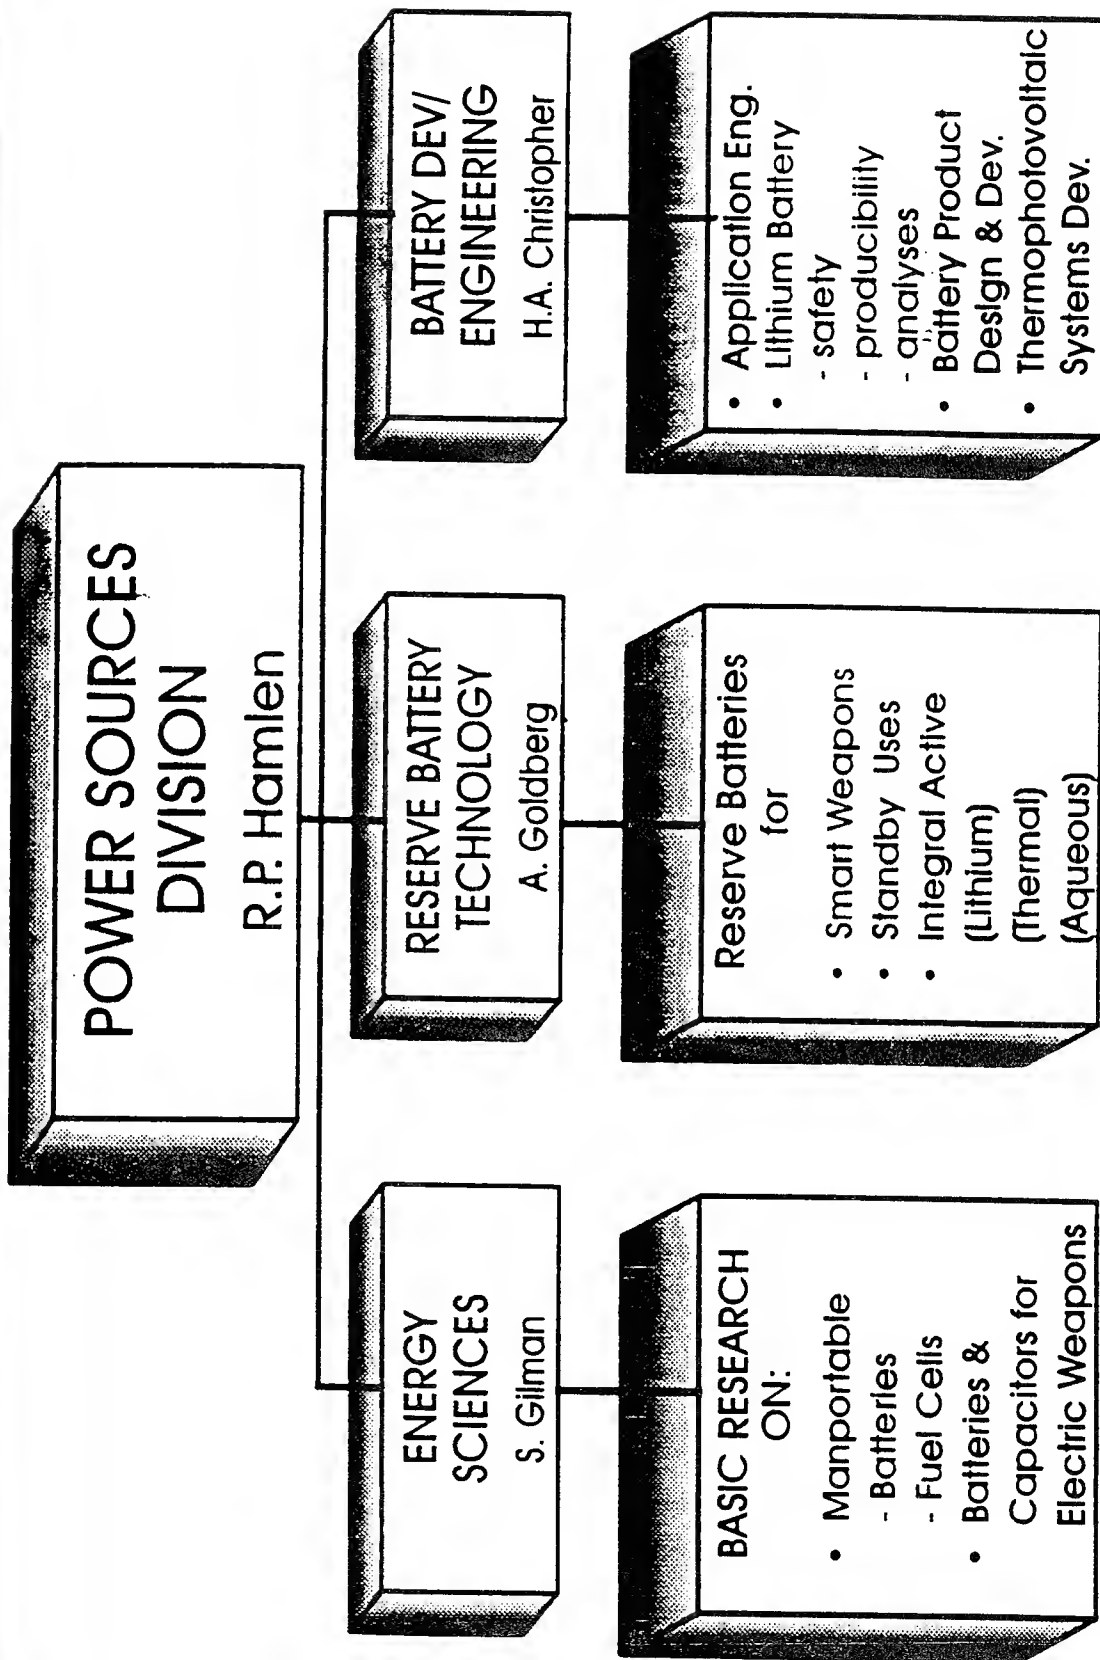 POWER SOURCES
DIVISION
R.P. Hamlen
ENERGY
SCIENCES
S. Gilman
BASIC RESEARCH
ON:
• Manportable
- Batteries
- Fuel Cells
• Batteries &
Capacitors for
Electric Weapons
RESERVE BATTERY
TECHNOLOGY
A. Goldberg
Reserve Batteries
for
• Smart Weapons
• Standby Uses
• Integral Active
(Lithium)
(Thermal)
(Aqueous)
BATTERY DEV/
ENGINEERING
H.A. Christopher
• Application Eng.
• Lithium Battery
- safety
- producibility
- analyses
• Battery Product
Design & Dev.
• Thermophotovoltaic
Systems Dev.